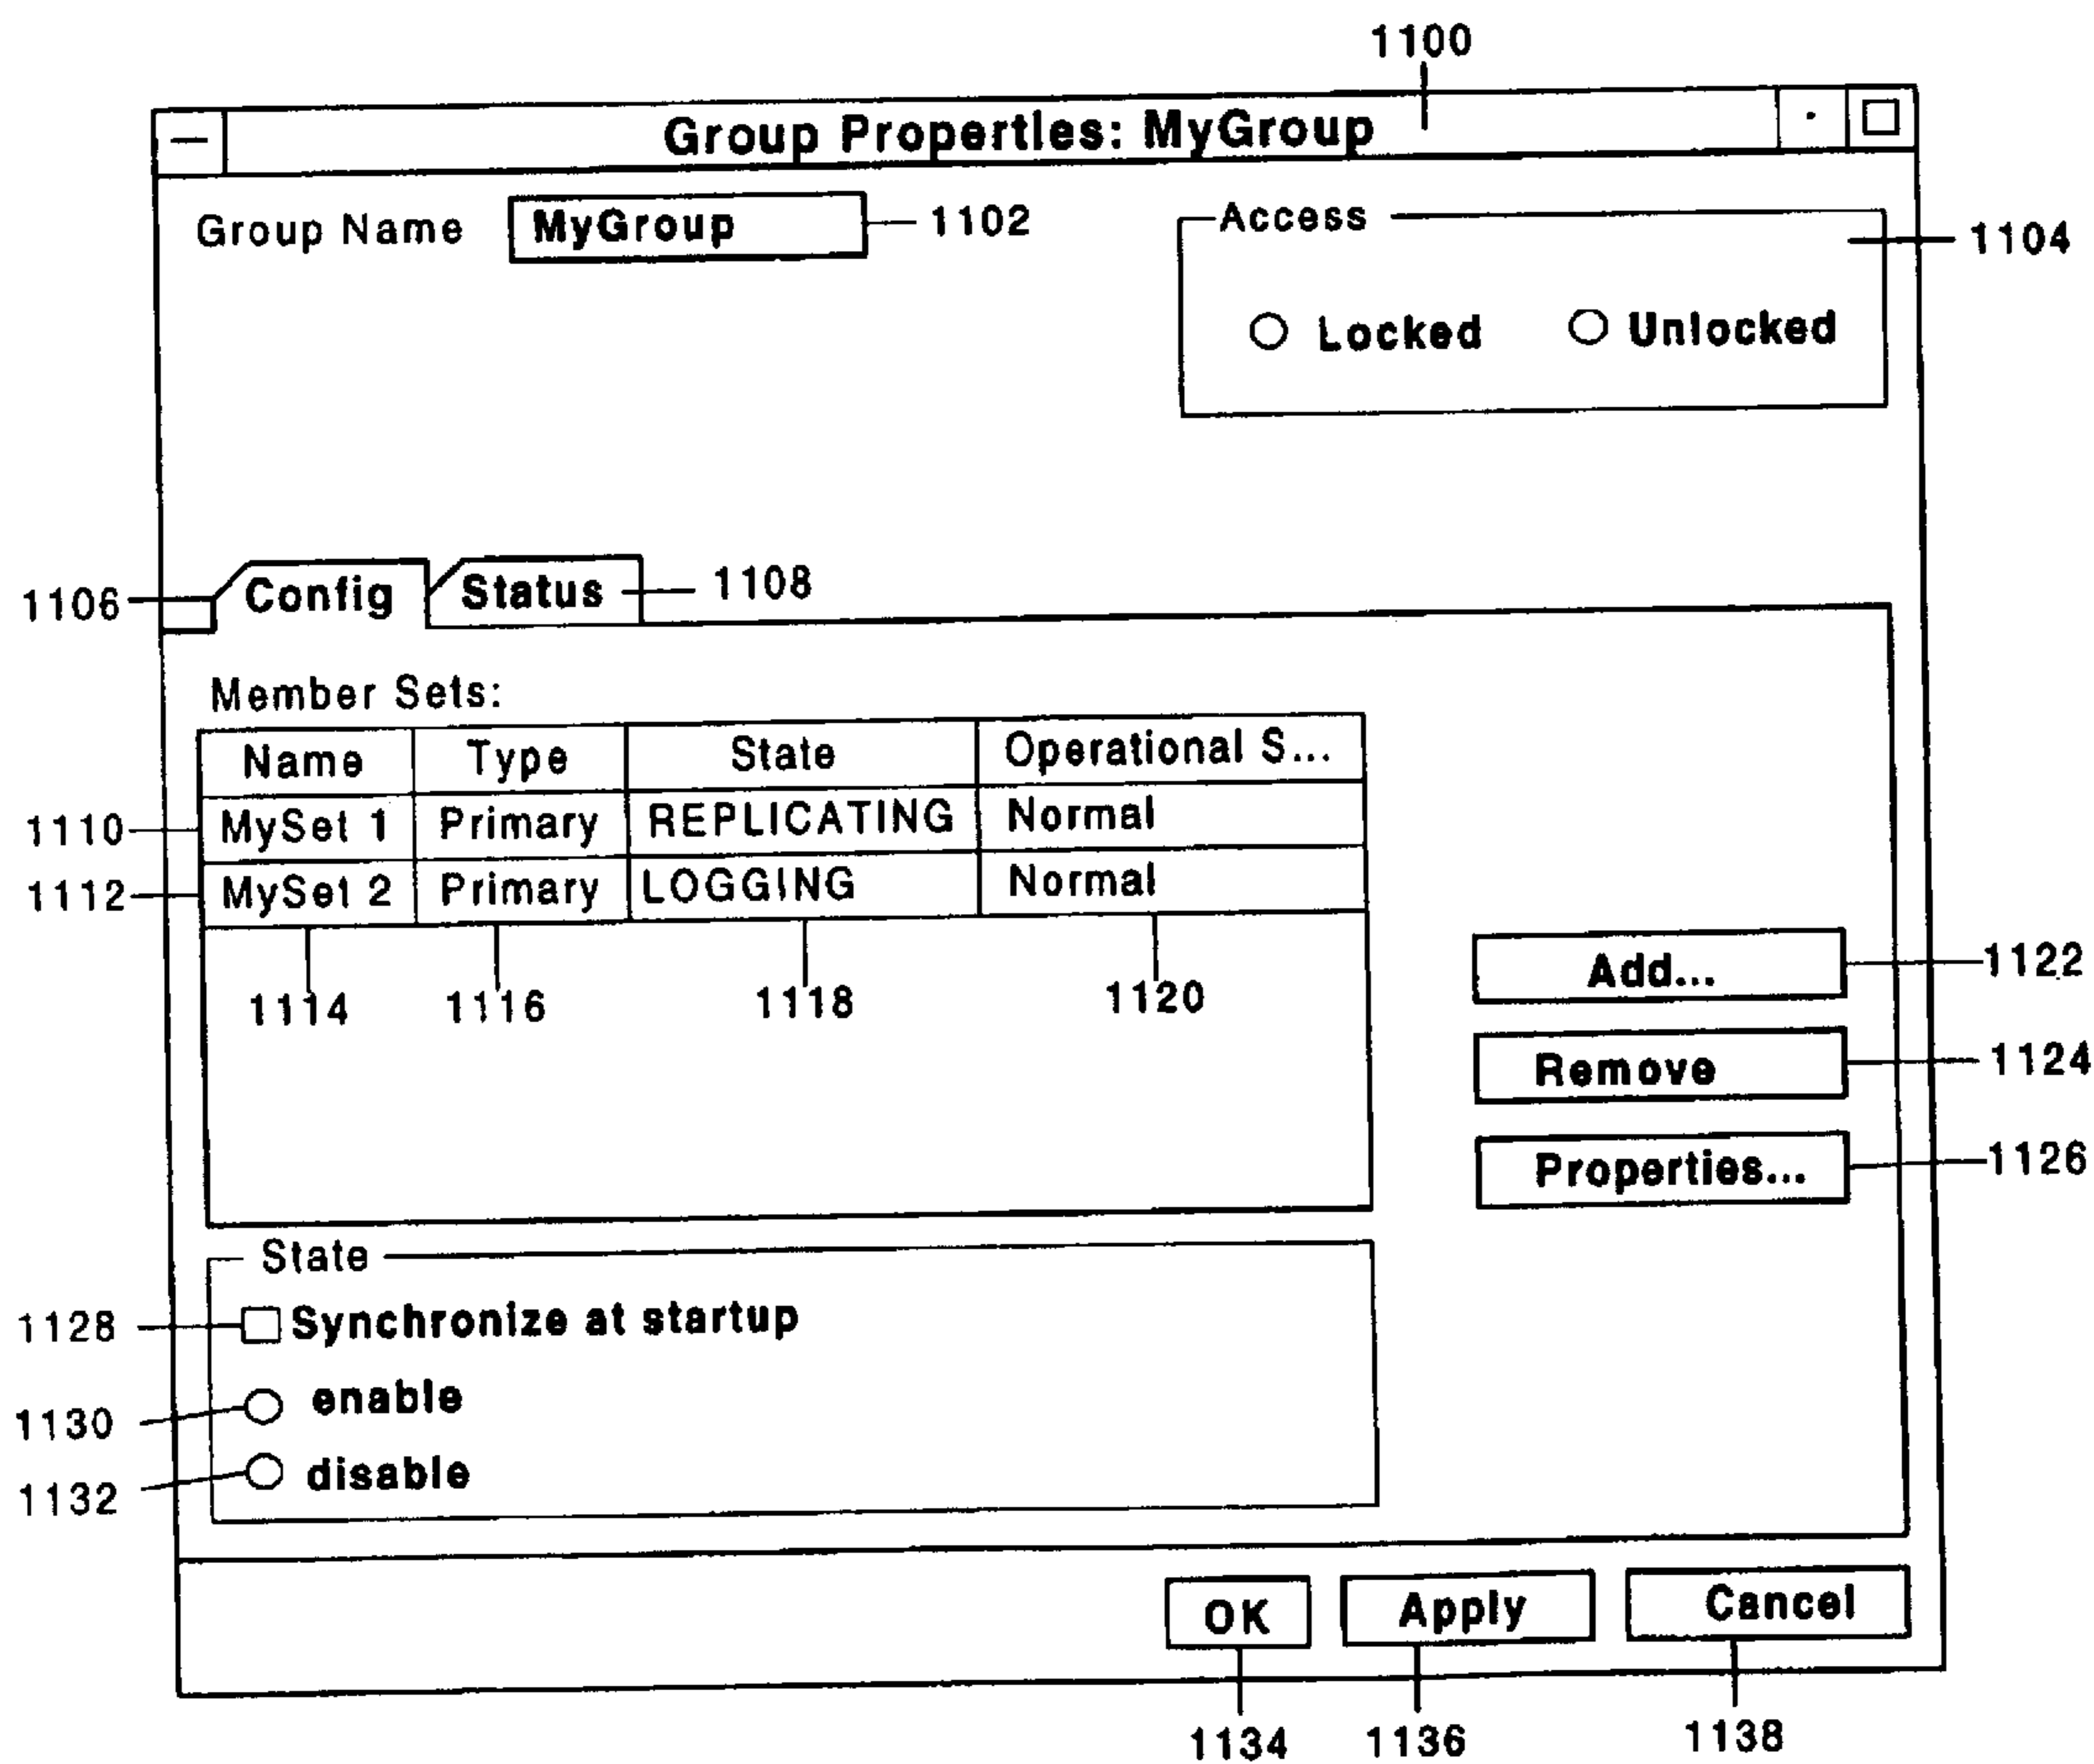 1100
Group Properties: MyGroup
Group Name MyGroup 1102
Access 1104
Locked Unlocked
1106 Config Status 1108
Member Sets:
Name Type State Operational S...
1110 MySet 1 Primary REPLICATING Normal
1112 MySet 2 Primary LOGGING Normal
1114 1116 1118 1120
Add... 1122
Remove 1124
Properties... 1126
State
1128 Synchronize at startup
1130 enable
1132 disable
OK Apply Cancel
1134 1136 1138